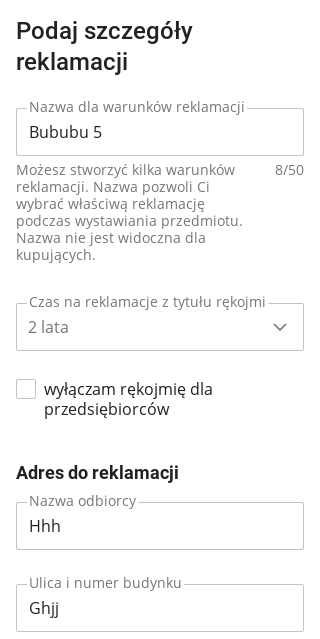 Podaj szczegóły
reklamacji
Nazwa dla warunków reklamacji
Bububu 5
Możesz stworzyć kilka warunków 8/50
reklamacji. Nazwa pozwoli Ci
wybrać właściwą reklamację
podczas wystawiania przedmiotu.
Nazwa nie jest widoczna dla
kupujących.
Czas na reklamacje z tytułu rękojmi
2 lata
wyłączam rękojmię dla
przedsiębiorców
Adres do reklamacji
Nazwa odbiorcy
Hhh
Ulica i numer budynku
Ghjj